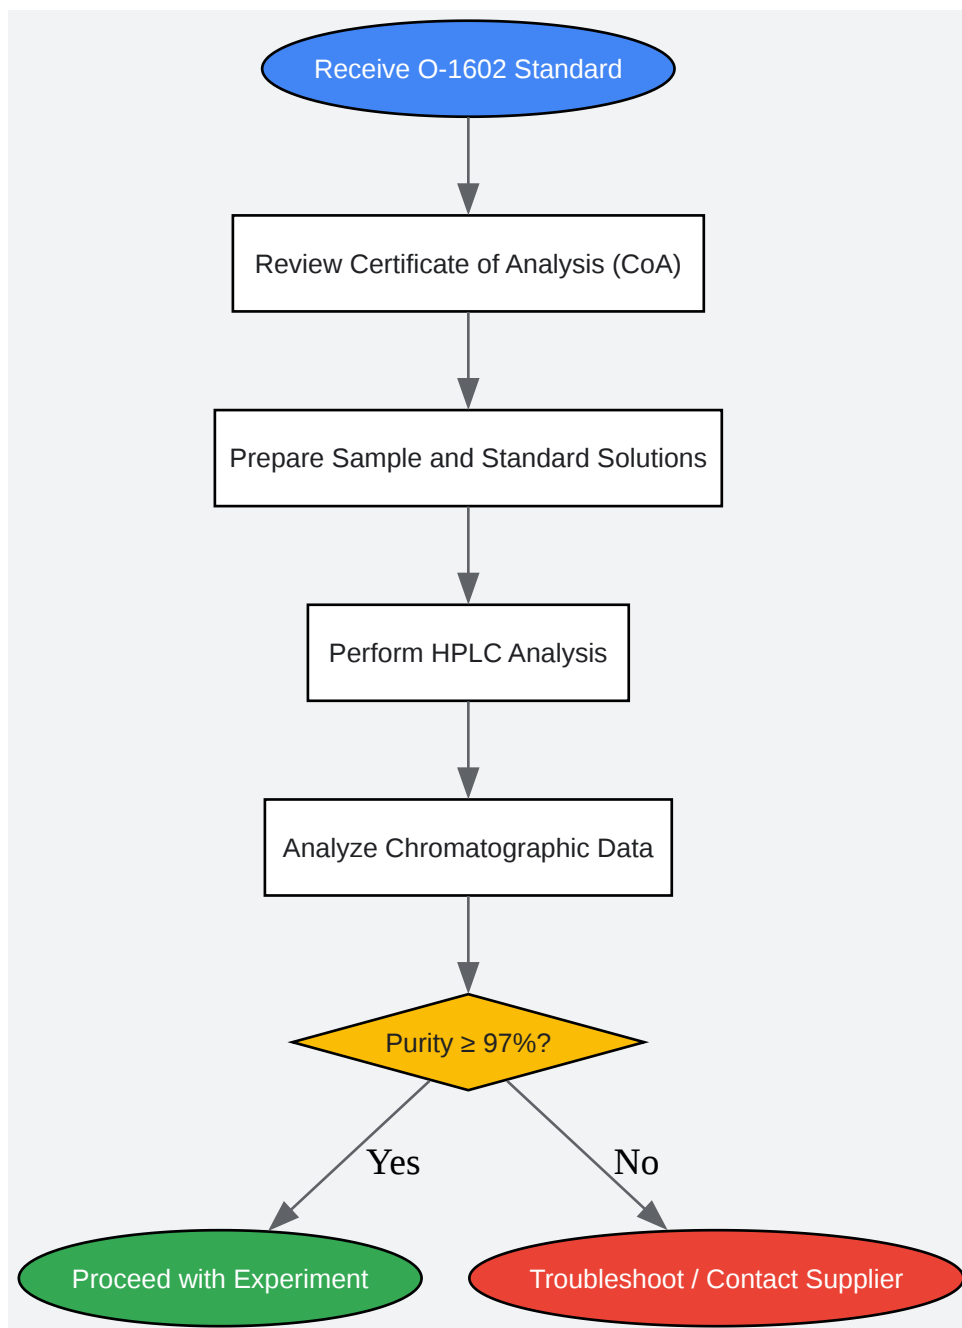 Receive O-1602 Standard
Review Certificate of Analysis (CoA)
Prepare Sample and Standard Solutions
Perform HPLC Analysis
Analyze Chromatographic Data
Purity ≥ 97%?
Yes
No
Proceed with Experiment
Troubleshoot / Contact Supplier